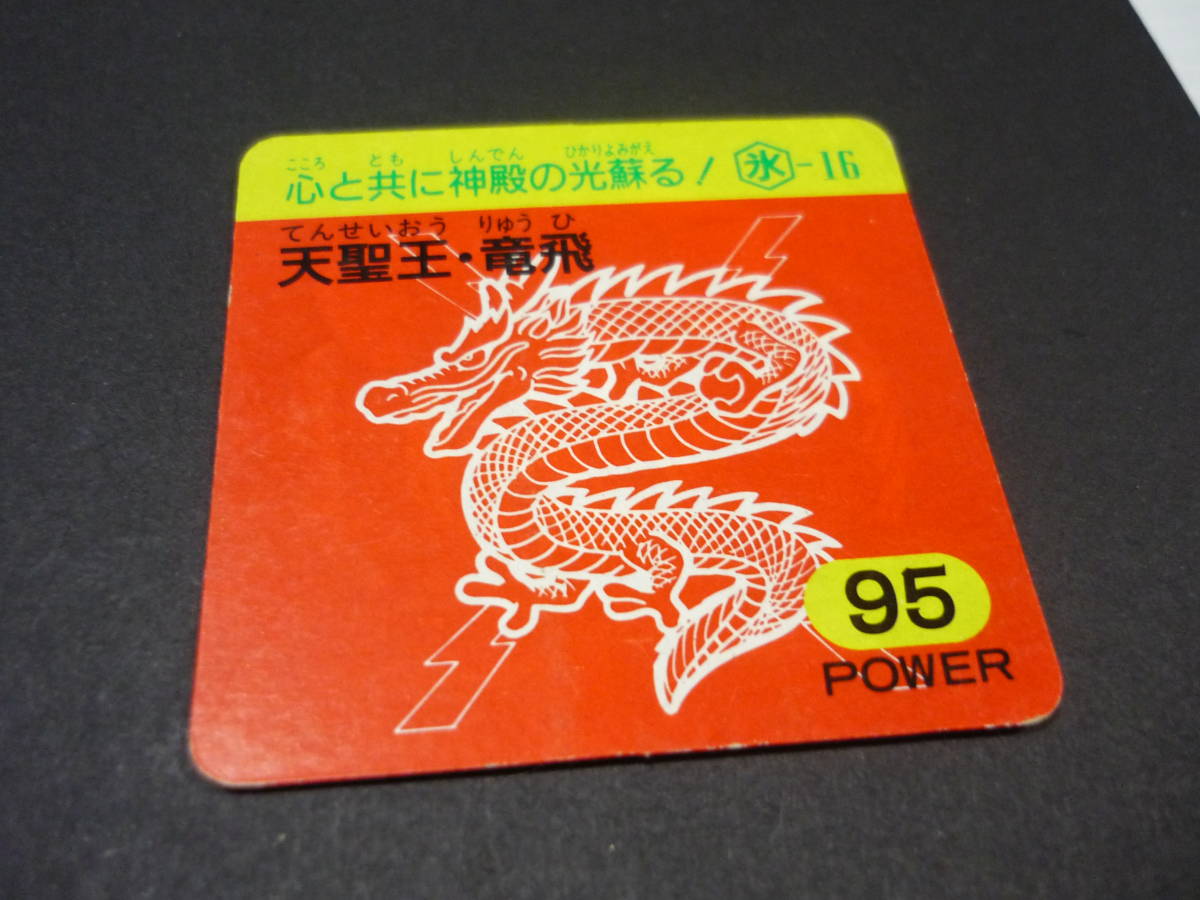 こころ とも しんでん ひかりよみがえ
心と共に神殿の光蘇る! 氷-16
てんせいおう りゅう ひ
天聖王・竜飛
95
POWER